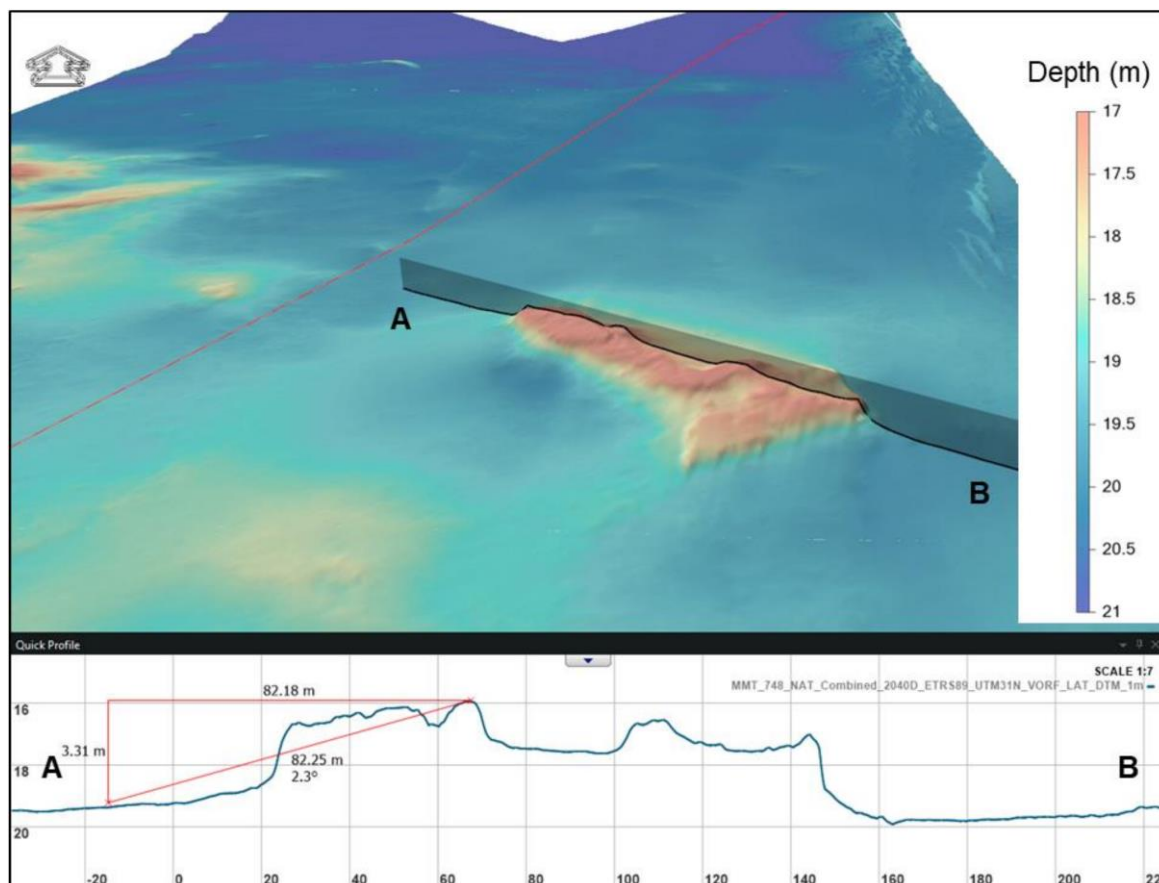 Depth (m)
17
17.5
18
18.5
19
19.5
20
20.5
21
A
B
Quick Profile
SCALE 1:7
MMT_748_NAT_Combined_2040D_ETRS89_UTM31N_VORF_LAT_DTM_1m
82.18 m
16
3.31 m
82.25 m
2.3°
A
B
18
20
-20 0 20 40 60 80 100 120 140 160 180 200 22